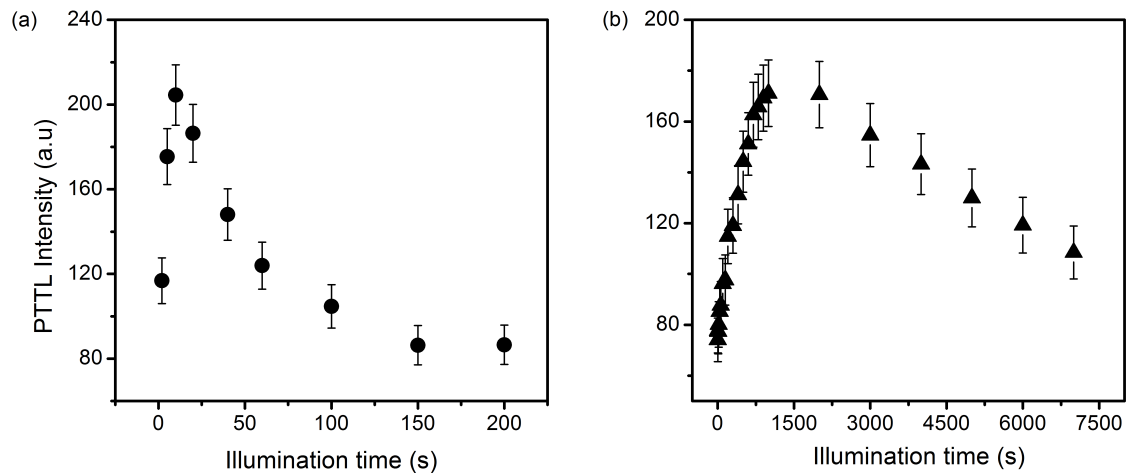 (a)
240
200
160
120
80
PTTL Intensity (a.u)
0 50 100 150 200
Illumination time (s)
(b)
200
160
120
80
0 1500 3000 4500 6000 7500
Illumination time (s)